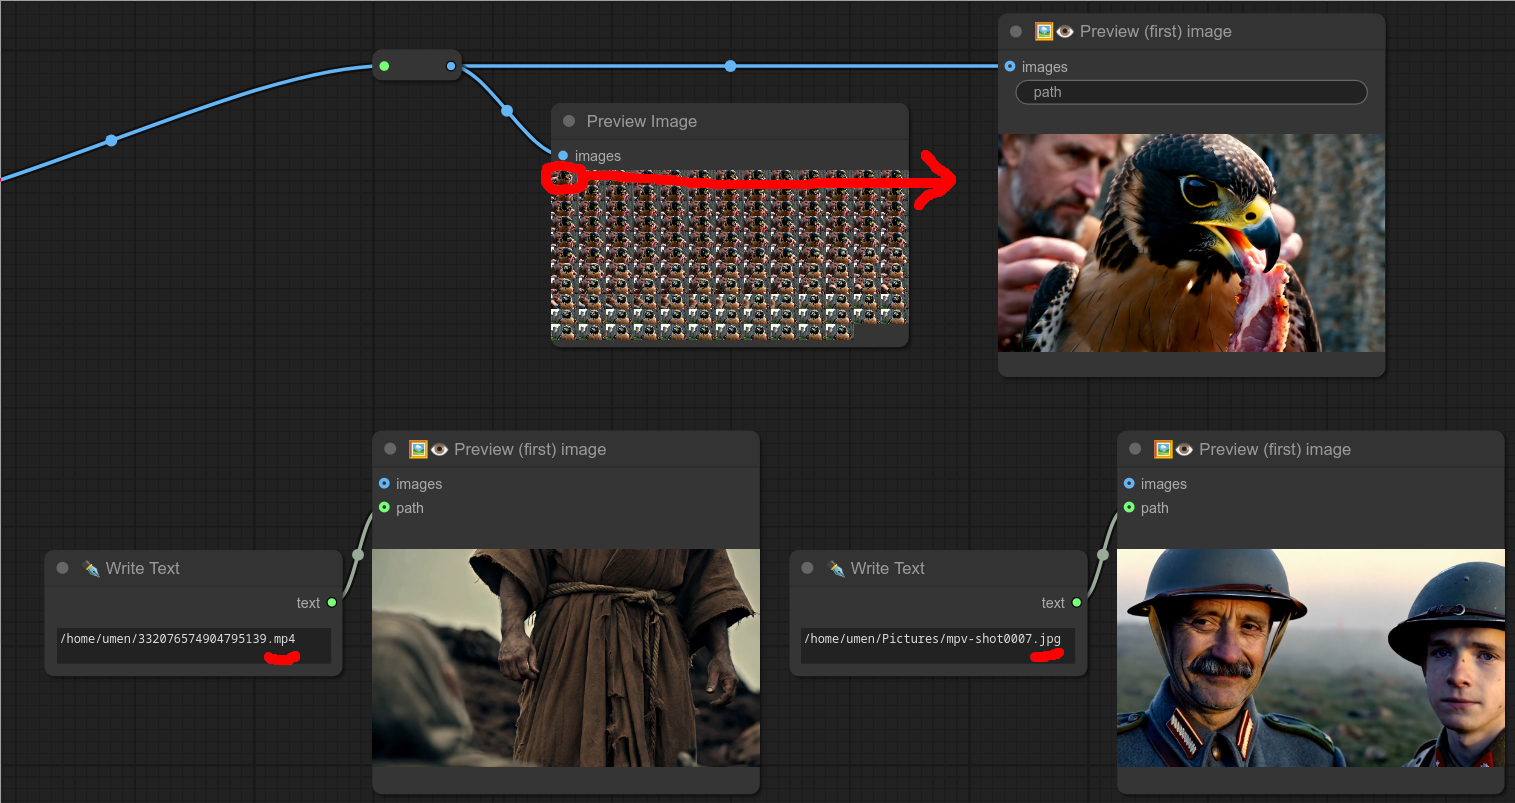 Preview (first) image
images
path
Preview Image
images
Preview (first) image
images
path
Write Text
text
/home/umen/332076574904795139.mp4
Preview (first) image
images
path
Write Text
text
/home/umen/Pictures/mpv-shot0007.jpg